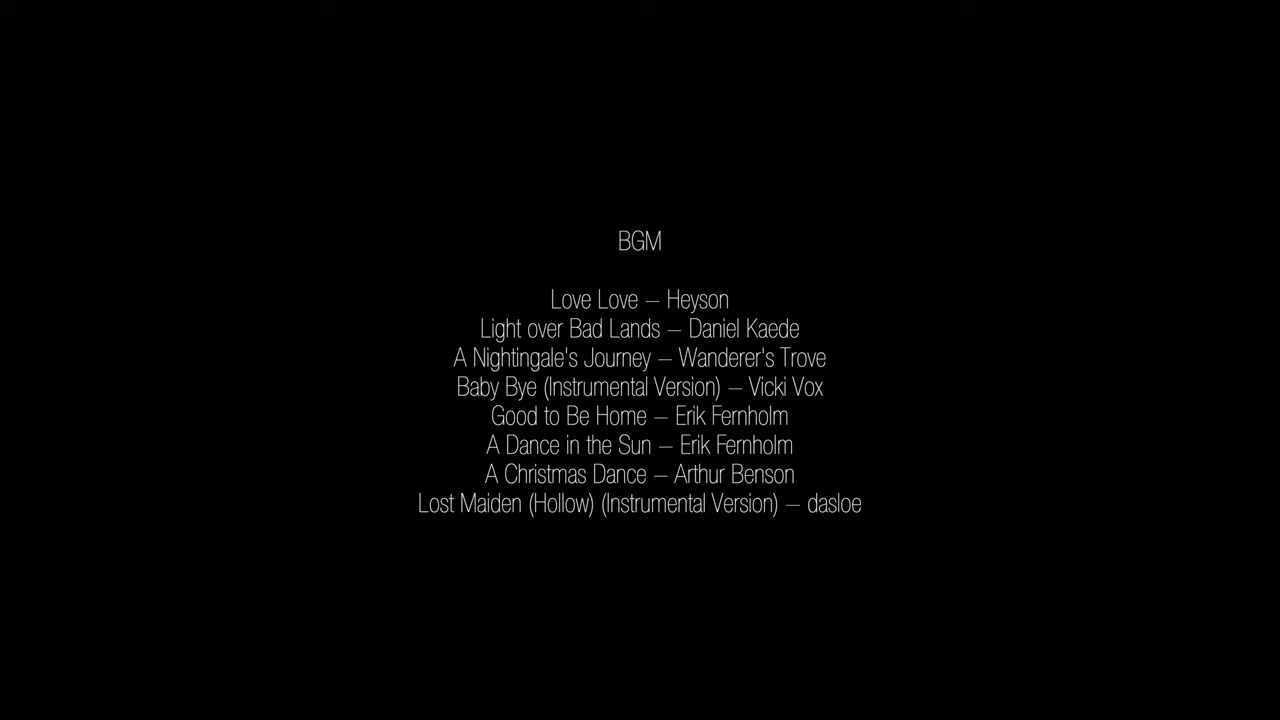 BGM
Love Love – Heyson
Light over Bad Lands – Daniel Kaede
A Nightingale's Journey – Wanderer's Trove
Baby Bye (Instrumental Version) – Vicki Vox
Good to Be Home – Erik Fernholm
A Dance in the Sun – Erik Fernholm
A Christmas Dance – Arthur Benson
Lost Maiden (Hollow) (Instrumental Version) – dasloe